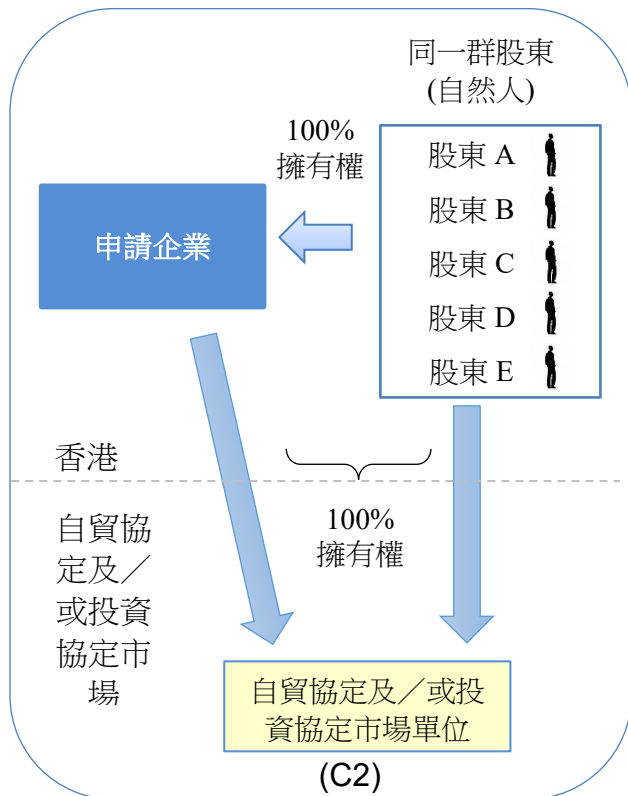 同一群股東
(自然人)
100%
擁有權
申請企業
股東 A
股東 B
股東 C
股東 D
股東 E
香港
100%
擁有權
自貿協
定及／
或投資
協定市
場
自貿協定及／或投
資協定市場單位
(C2)